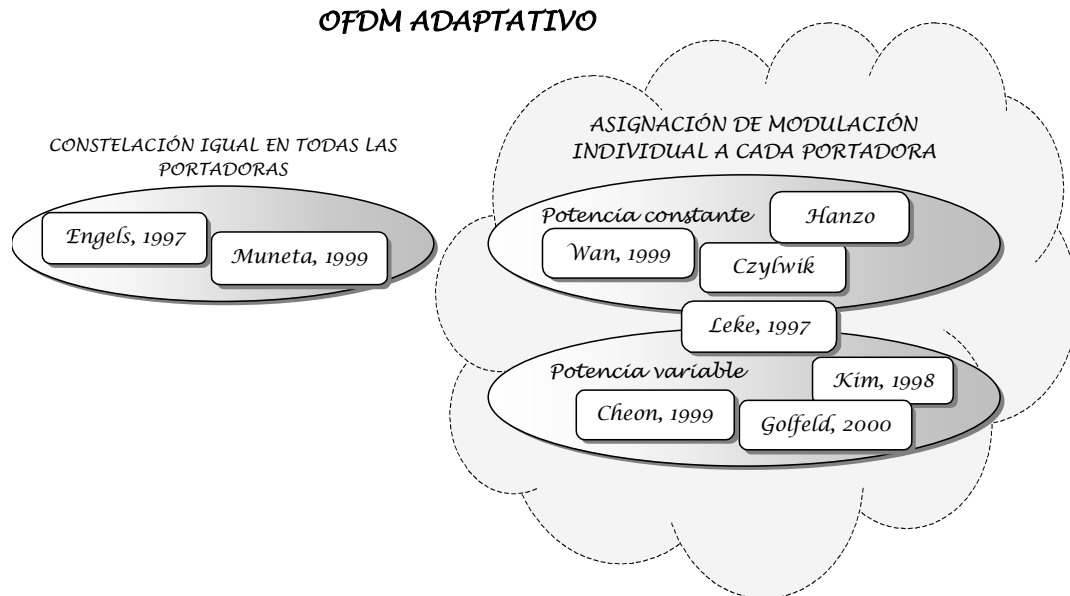 OFDM ADAPTATIVO
CONSTELACIÓN IGUAL EN TODAS LAS
PORTADORAS
Engels, 1997
Muneta, 1999
ASIGNACIÓN DE MODULACIÓN
INDIVIDUAL A CADA PORTADORA
Potencia constante
Hanzo
Wan, 1999
Czylwik
Leke, 1997
Potencia variable
Kim, 1998
Cheon, 1999
Golfeld, 2000